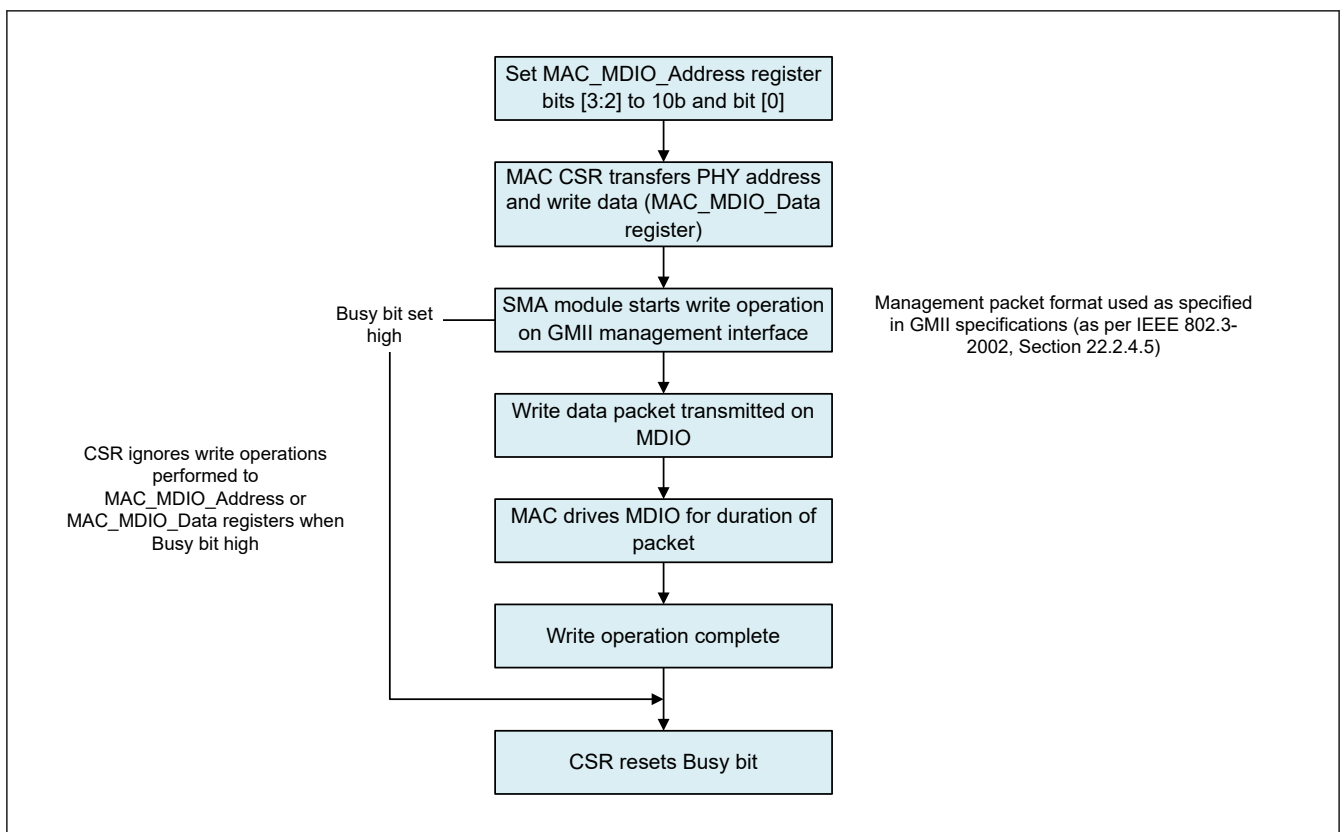 Set MAC_MDIO_Address register
bits [3:2] to 10b and bit [0]
MAC CSR transfers PHY address
and write data (MAC_MDIO_Data
register)
Busy bit set
high
SMA module starts write operation
on GMII management interface
Management packet format used as specified
in GMII specifications (as per IEEE 802.3-
2002, Section 22.2.4.5)
Write data packet transmitted on
MDIO
CSR ignores write operations
performed to
MAC_MDIO_Address or
MAC_MDIO_Data registers when
Busy bit high
MAC drives MDIO for duration of
packet
Write operation complete
CSR resets Busy bit